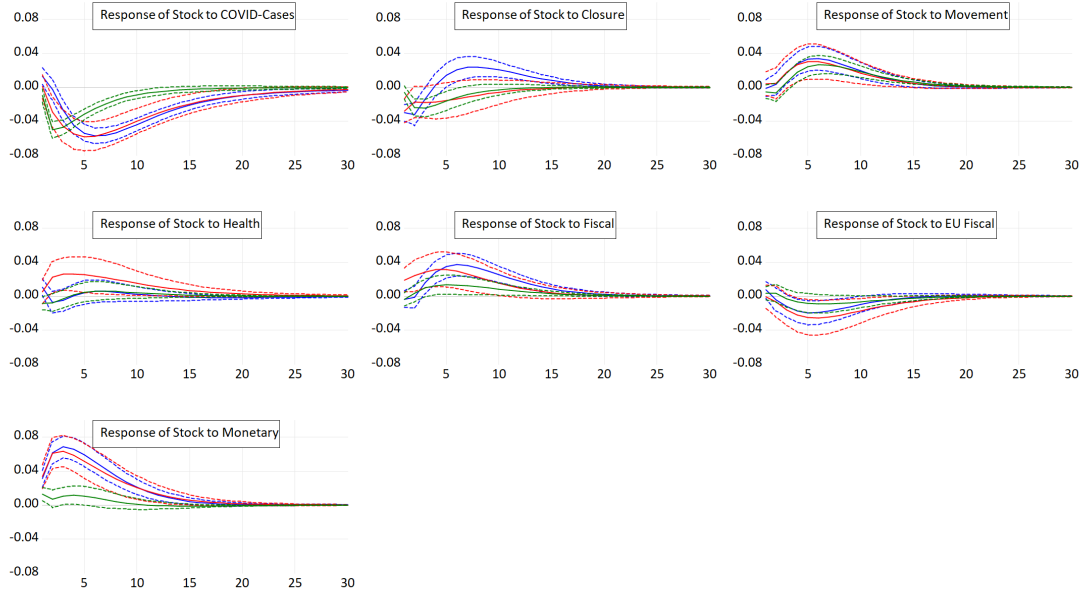 Response of Stock to COVID-Cases
0.08
0.04
0.00
-0.04
-0.08
5 10 15 20 25 30
Response of Stock to Closure
0.08
0.04
0.00
-0.04
-0.08
5 10 15 20 25 30
Response of Stock to Movement
0.08
0.04
0.00
-0.04
-0.08
5 10 15 20 25 30
Response of Stock to Health
0.08
0.04
0.00
-0.04
-0.08
5 10 15 20 25 30
Response of Stock to Fiscal
0.08
0.04
0.00
-0.04
-0.08
5 10 15 20 25 30
Response of Stock to EU Fiscal
0.08
0.04
0.00
-0.04
-0.08
5 10 15 20 25 30
Response of Stock to Monetary
0.08
0.04
0.00
-0.04
-0.08
5 10 15 20 25 30